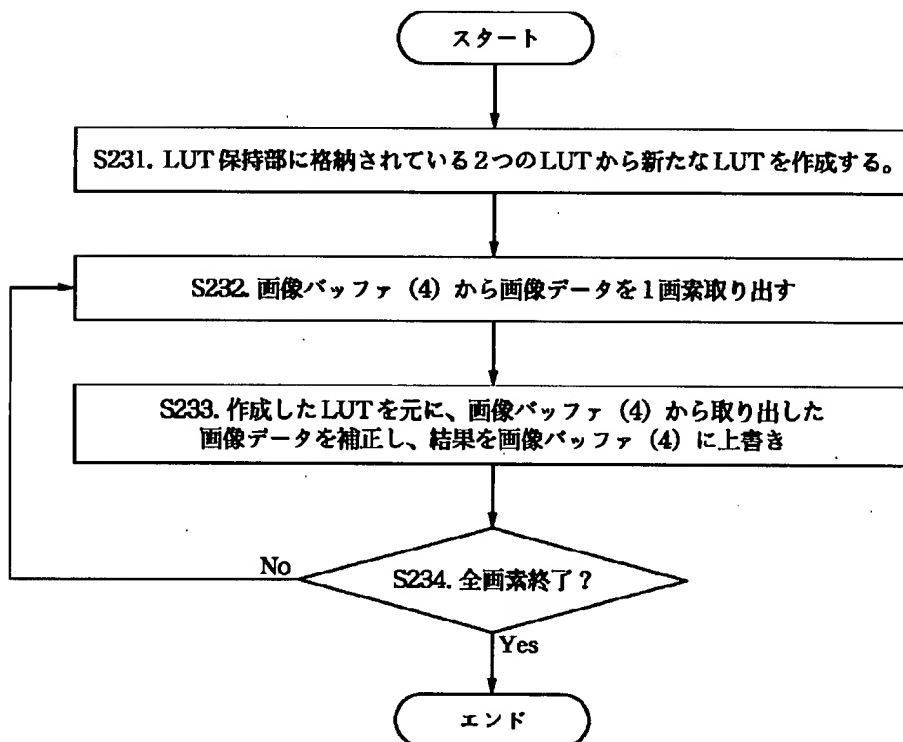 スタート
S231. LUT保持部に格納されている2つのLUTから新たなLUTを作成する。
S232. 画像バッファ (4) から画像データを1画素取り出す
S233. 作成したLUTを元に、画像バッファ (4) から取り出した
画像データを補正し、結果を画像バッファ (4) に上書き
No
S234. 全画素終了？
Yes
エンド